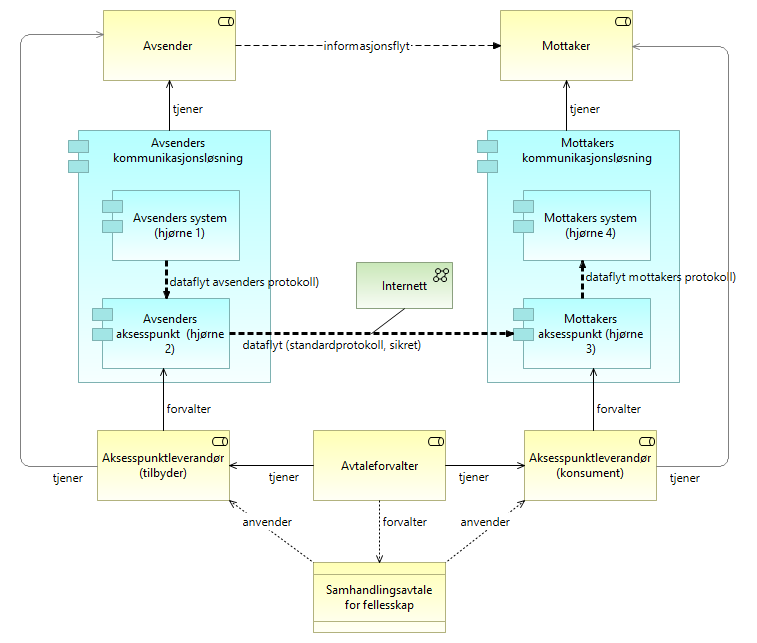 Avsender
informasjonsflyt
Mottaker
tjener
tjener
Avsenders
kommunikasjonsløsning
Mottakers
kommunikasjonsløsning
Avsenders system
(hjørne 1)
Mottakers system
(hjørne 4)
dataflyt avsenders protokoll)
Internett
dataflyt mottakers protokoll)
Avsenders
aksesspunkt (hjørne
2)
Mottakers
aksesspunkt (hjørne
3)
dataflyt (standardprotokoll, sikret)
forvalter
forvalter
Aksesspunktleverandør
(tilbyder)
Avtaleforvalter
Aksesspunktleverandør
(konsument)
tjener
tjener
tjener
tjener
anvender
forvalter
anvender
Samhandlingsavtale
for fellesskap